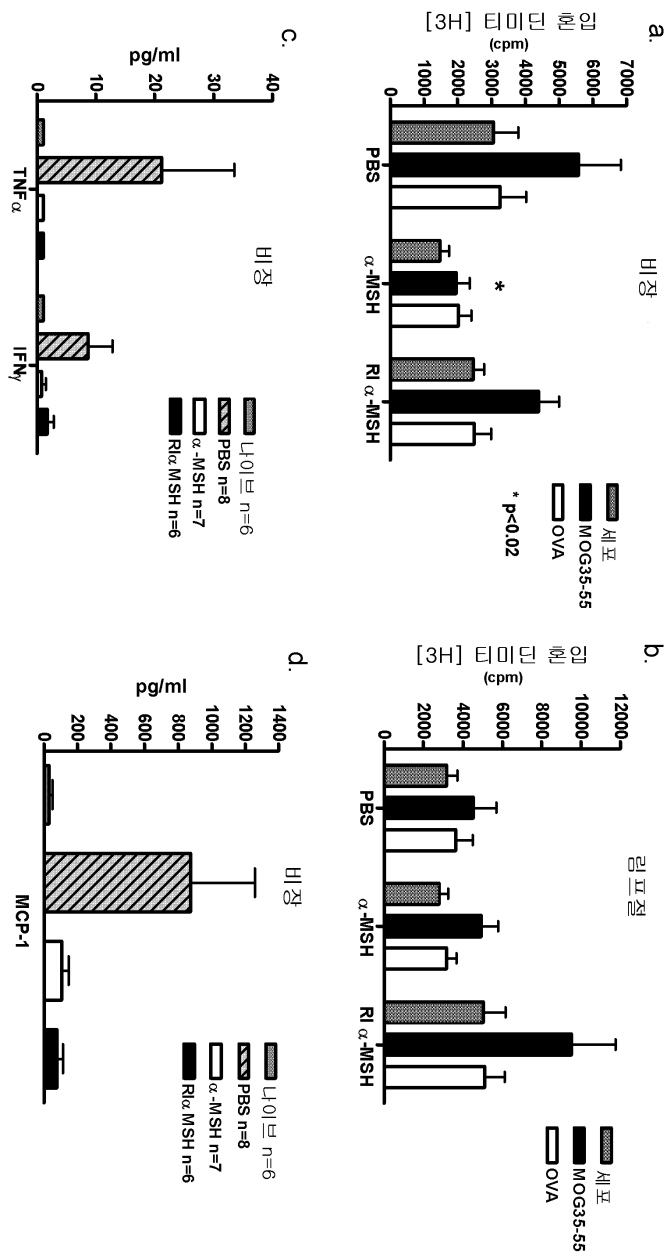 a.
비장
[3H] 티미딘 혼입
(cpm)
7000
6000
5000
4000
3000
2000
1000
0
PBS
α-MSH
RI α-MSH
*
세포
MOG35-55
OVA
* p<0.02
b.
림프절
[3H] 티미딘 혼입
(cpm)
12000
10000
8000
6000
4000
2000
0
PBS
α-MSH
RI α-MSH
세포
MOG35-55
OVA
c.
비장
pg/ml
40
30
20
10
0
TNFα
IFNγ
나이브 n=6
PBS n=8
α-MSH n=7
RIα MSH n=6
d.
비장
pg/ml
1400
1200
1000
800
600
400
200
0
MCP-1
나이브 n=6
PBS n=8
α-MSH n=7
RIα MSH n=6